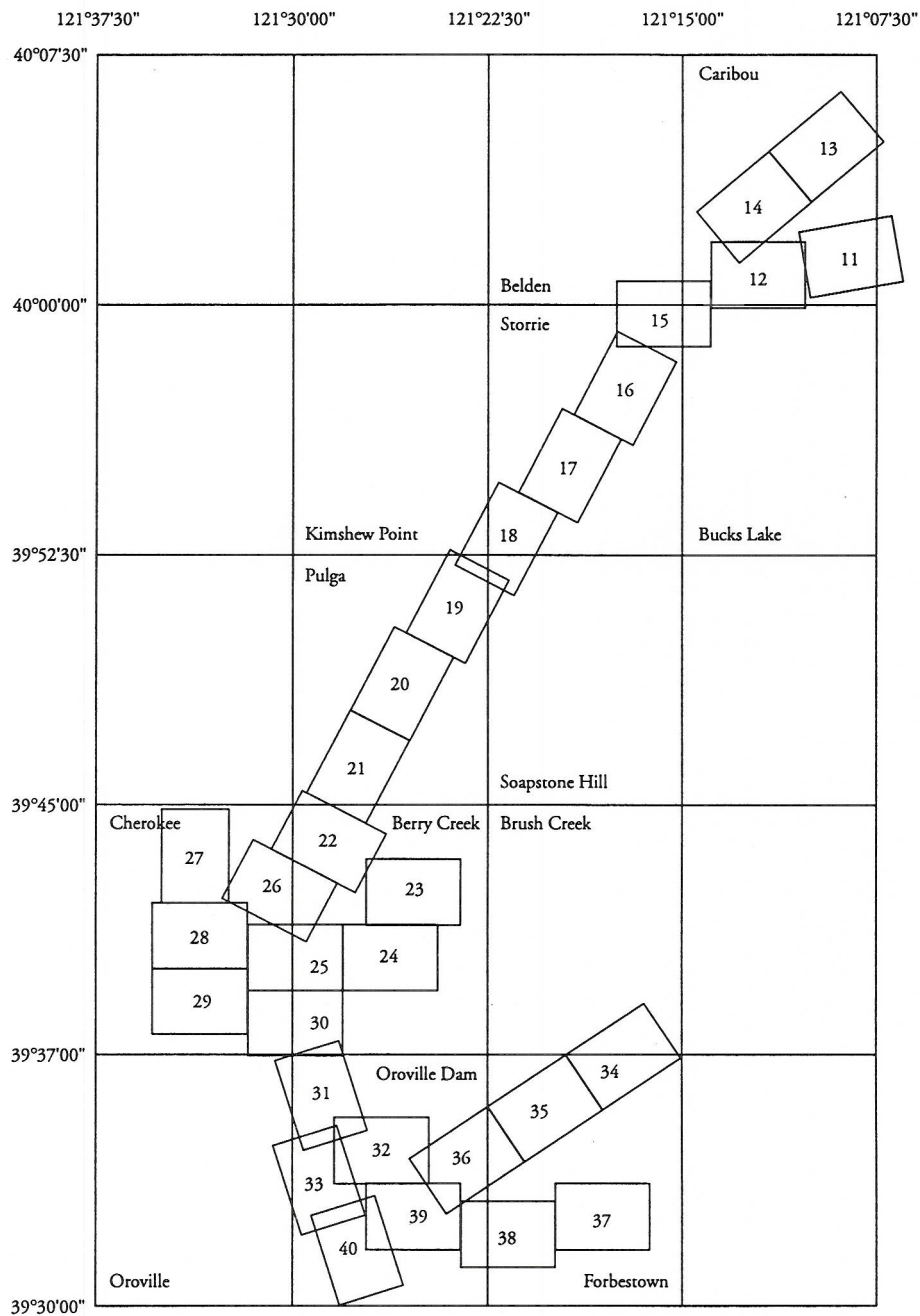 121°37'30" 121°30'00" 121°22'30" 121°15'00" 121°07'30"
40°07'30"
Caribou
13
14
11
12
40°00'00"
Belden
Storrie
15
16
17
18
Kimshew Point
Bucks Lake
39°52'30"
Pulga
19
20
21
Soapstone Hill
39°45'00"
Cherokee
Berry Creek
Brush Creek
22
27
26
23
28
25
24
29
30
39°37'00"
Oroville Dam
34
31
35
32
36
33
39
37
38
40
Oroville
Forbestown
39°30'00"